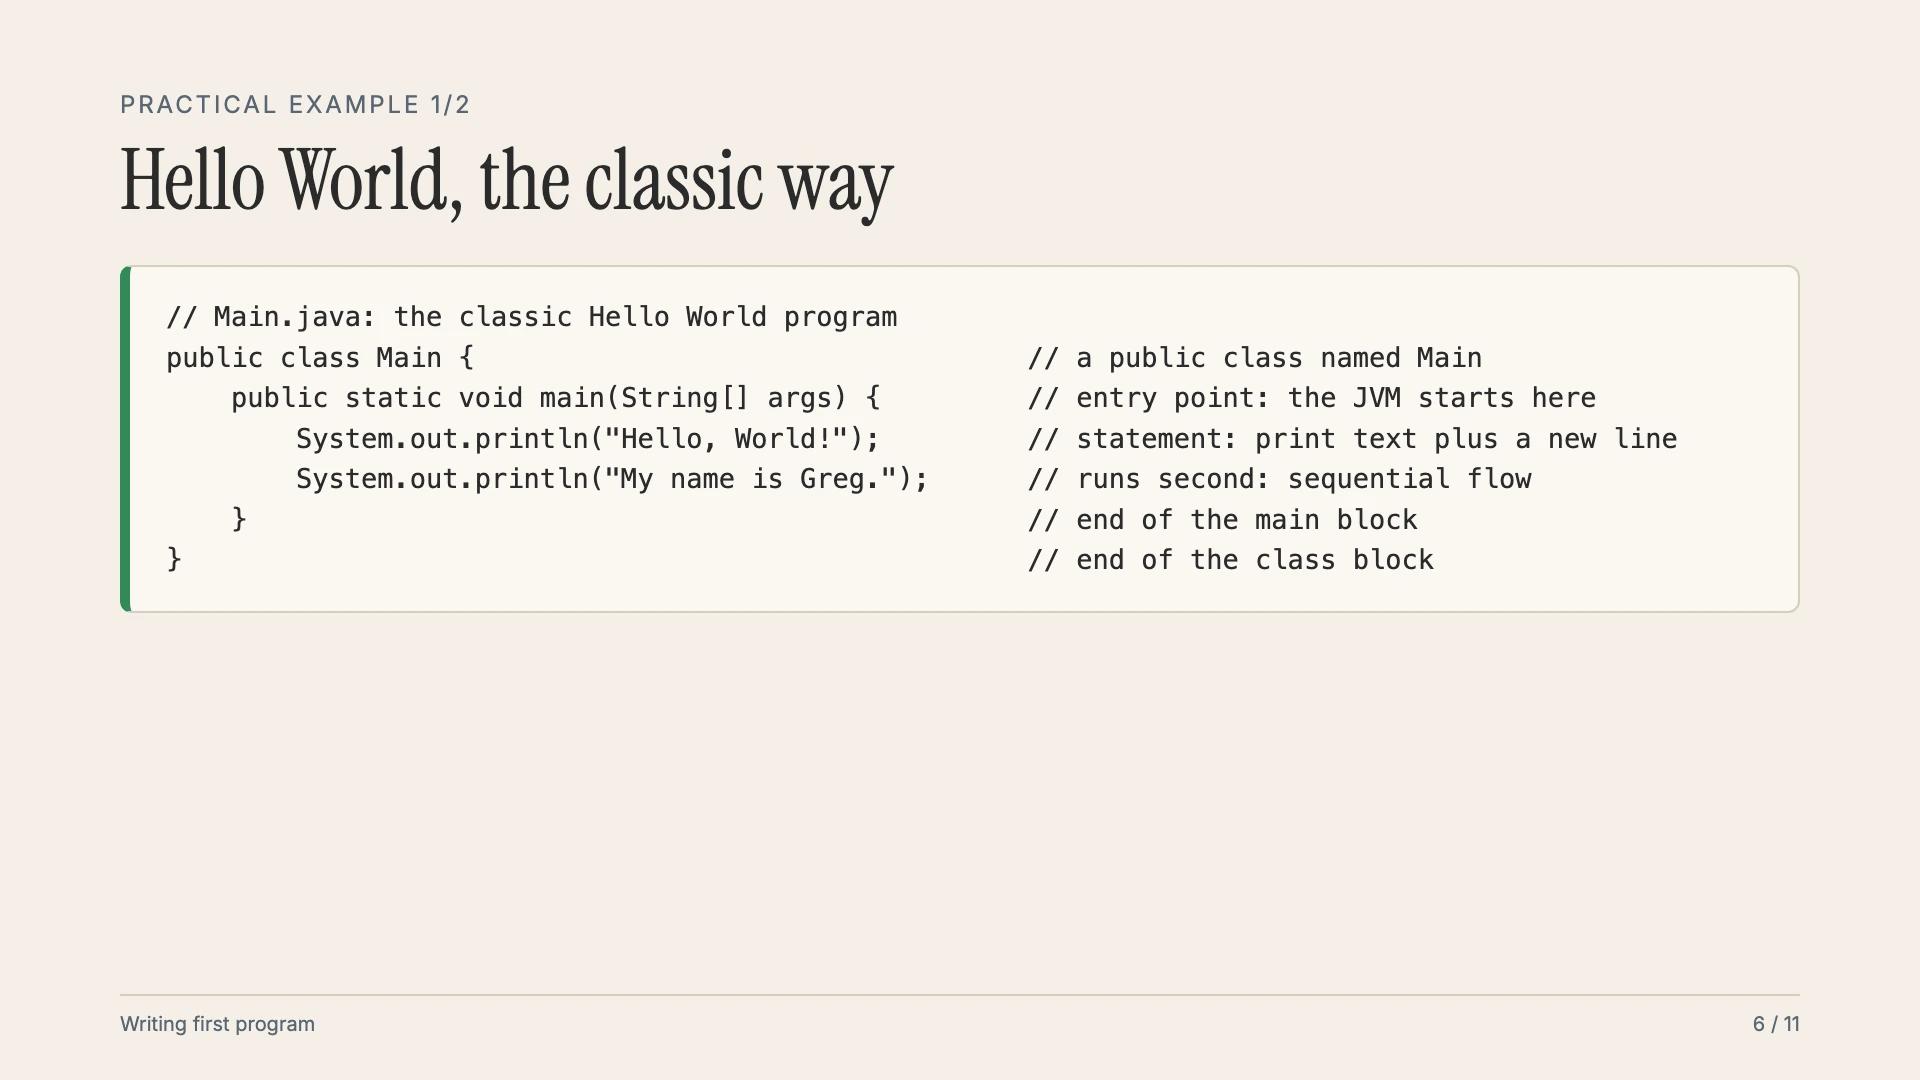 PRACTICAL EXAMPLE 1/2
Hello World, the classic way
// Main.java: the classic Hello World program
public class Main {                               // a public class named Main
    public static void main(String[] args) {      // entry point: the JVM starts here
        System.out.println("Hello, World!");      // statement: print text plus a new line
        System.out.println("My name is Greg.");   // runs second: sequential flow
    }                                             // end of the main block
}                                                 // end of the class block
Writing first program
6 / 11